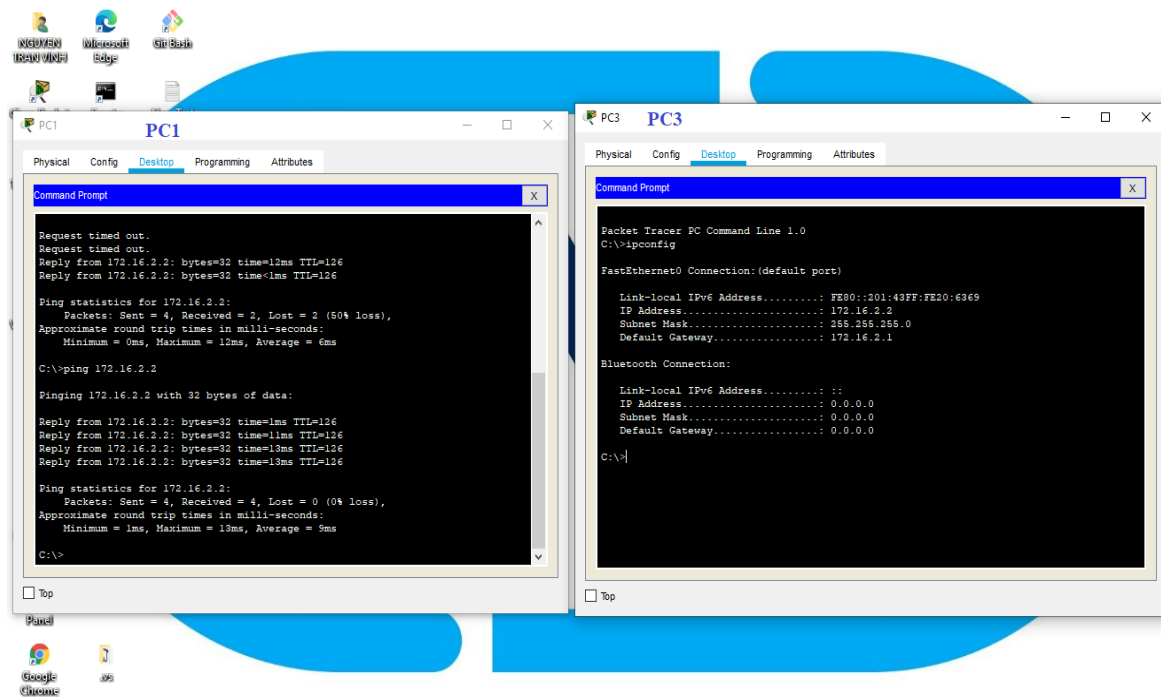 NGUYEN
TRAN VINH
Microsoft
Edge
Git Bash
PC1
PC1
Physical Config Desktop Programming Attributes
Command Prompt X
Request timed out.
Request timed out.
Reply from 172.16.2.2: bytes=32 time=12ms TTL=126
Reply from 172.16.2.2: bytes=32 time<1ms TTL=126
Ping statistics for 172.16.2.2:
Packets: Sent = 4, Received = 2, Lost = 2 (50% loss),
Approximate round trip times in milli-seconds:
Minimum = 0ms, Maximum = 12ms, Average = 6ms
C:\>ping 172.16.2.2
Pinging 172.16.2.2 with 32 bytes of data:
Reply from 172.16.2.2: bytes=32 time=1ms TTL=126
Reply from 172.16.2.2: bytes=32 time=11ms TTL=126
Reply from 172.16.2.2: bytes=32 time=13ms TTL=126
Reply from 172.16.2.2: bytes=32 time=13ms TTL=126
Ping statistics for 172.16.2.2:
Packets: Sent = 4, Received = 4, Lost = 0 (0% loss),
Approximate round trip times in milli-seconds:
Minimum = 1ms, Maximum = 13ms, Average = 9ms
C:\>
Top
PC3
PC3
Physical Config Desktop Programming Attributes
Command Prompt X
Packet Tracer PC Command Line 1.0
C:\>ipconfig
FastEthernet0 Connection:(default port)
Link-local IPv6 Address.........: FE80::201:43FF:FE20:6369
IP Address......................: 172.16.2.2
Subnet Mask.....................: 255.255.255.0
Default Gateway.................: 172.16.2.1
Bluetooth Connection:
Link-local IPv6 Address.........: ::
IP Address......................: 0.0.0.0
Subnet Mask.....................: 0.0.0.0
Default Gateway.................: 0.0.0.0
C:\>
Top
Panel
Google
Chrome
.vs